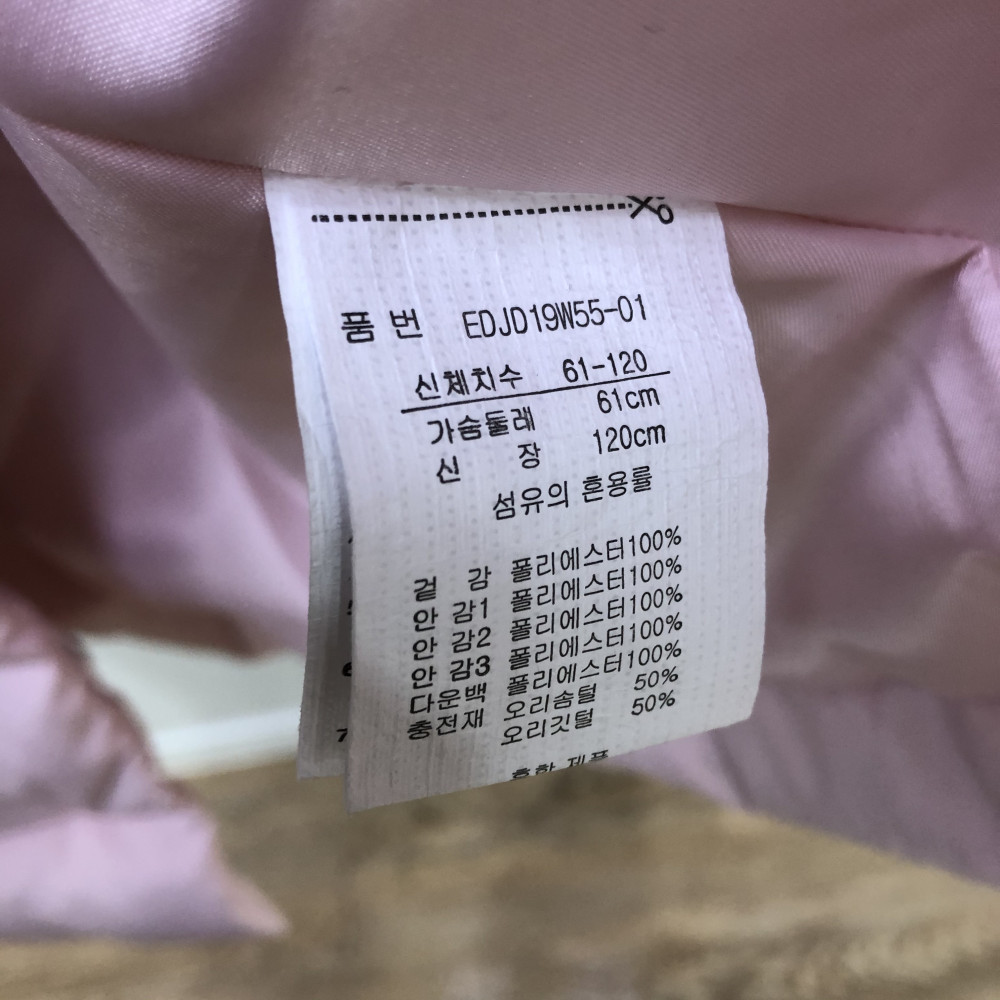 품 번 EDJD19W55-01
신체치수 61-120
가슴둘레 61cm
신 장 120cm
섬유의 혼용률
겉 감 폴리에스터100%
안 감1 폴리에스터100%
안 감2 폴리에스터100%
안 감3 폴리에스터100%
다운백 폴리에스터100%
충전재 오리솜털 50%
오리깃털 50%
제품